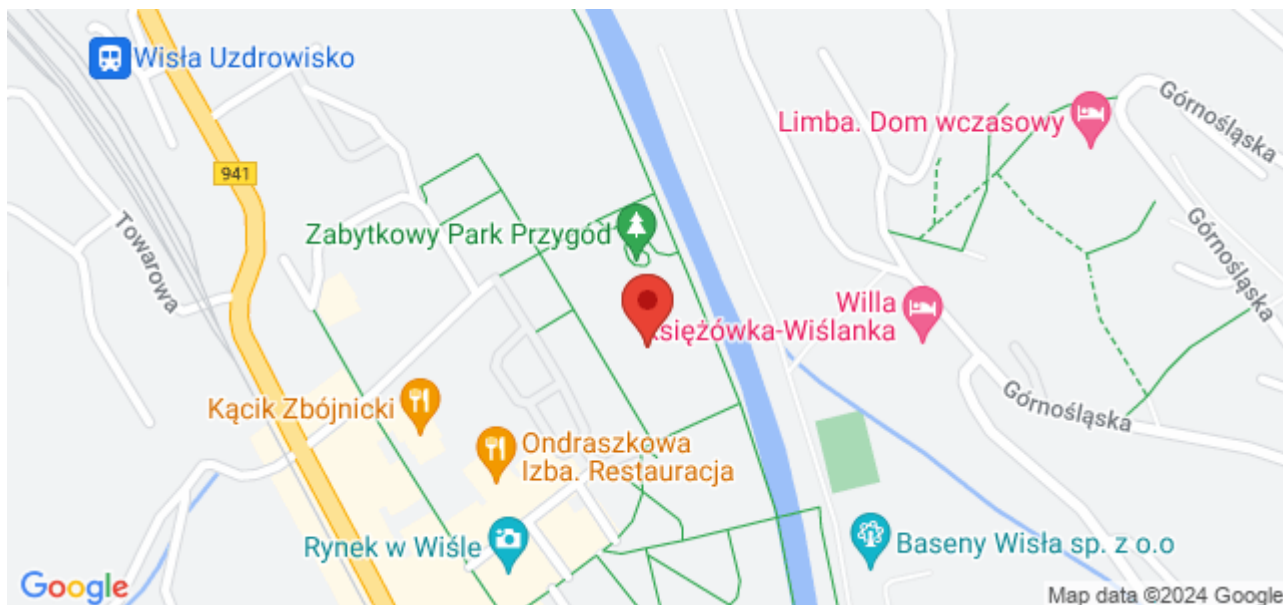 Wisła Uzdrowisko
Limba. Dom wczasowy
Górnośląska
941
Towarowa
Zabytkowy Park Przygód
Górnośląska
Willa
siężówka-Wiślanka
Kącik Zbójnicki
Górnośląska
Ondraszkowa
Izba. Restauracja
Rynek w Wiśle
Baseny Wisła sp. z o.o
Google
Map data ©2024 Google